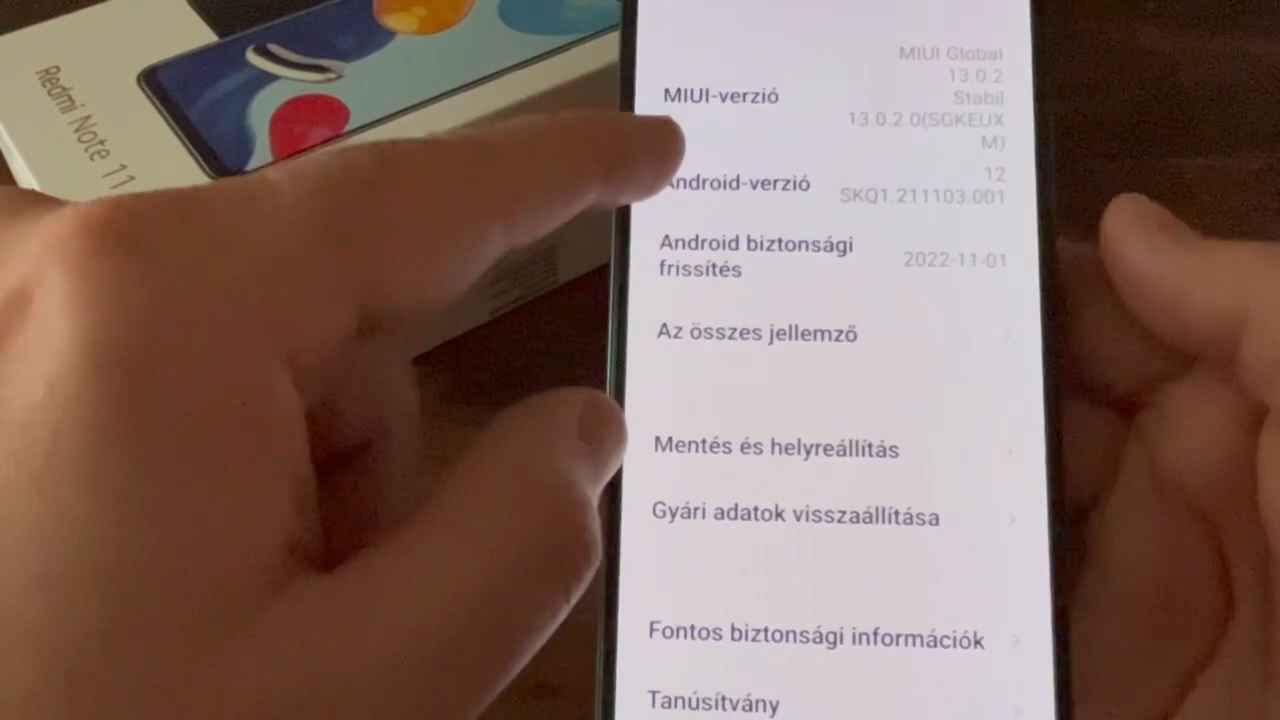 Redmi Note 11
MIUI-verzió
MIUI Global
13.0.2
Stabil
13.0.2.0(SGKEUX
M)
Android-verzió
12
SKQ1.211103.001
Android biztonsági
frissítés
2022-11-01
Az összes jellemző
Mentés és helyreállítás
Gyári adatok visszaállítása
Fontos biztonsági információk
Tanúsítvány